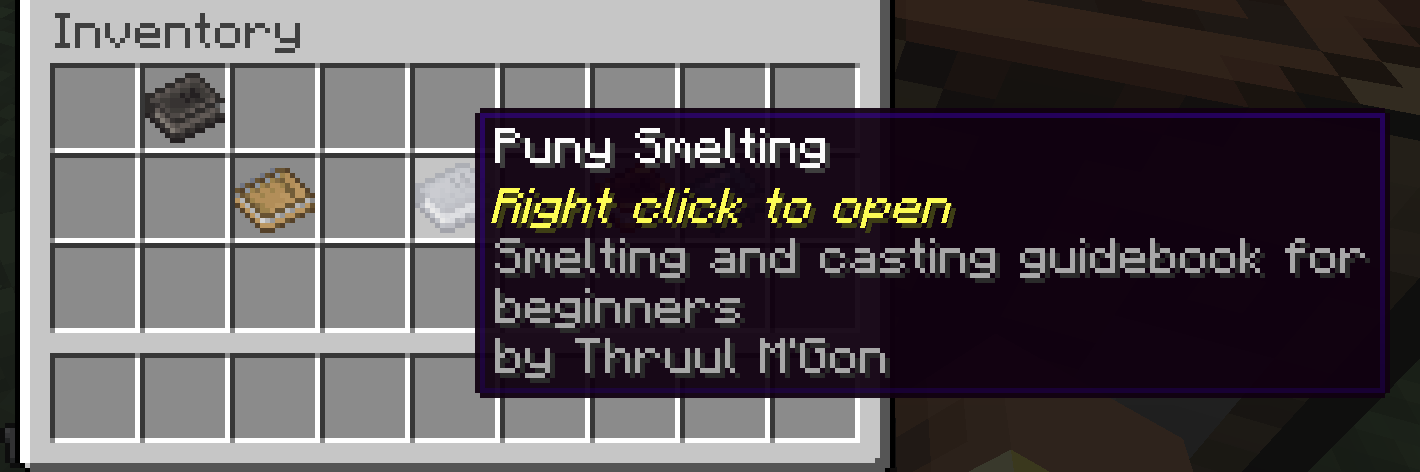 Inventory
Puny Smelting
Right click to open
Smelting and casting guidebook for
beginners
by Thruul M'Gon